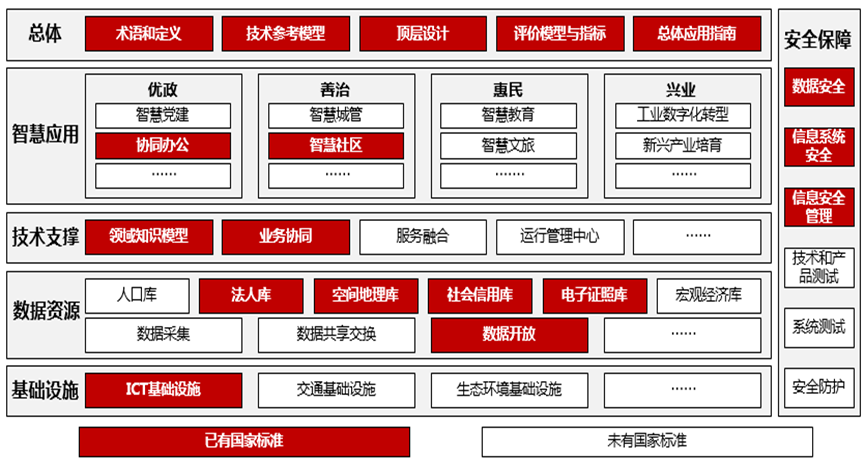 总体
术语和定义
技术参考模型
顶层设计
评价模型与指标
总体应用指南
智慧应用
优政
智慧党建
协同办公
……
善治
智慧城管
智慧社区
……
惠民
智慧教育
智慧文旅
…….
兴业
工业数字化转型
新兴产业培育
……
技术支撑
领域知识模型
业务协同
服务融合
运行管理中心
……
数据资源
人口库
法人库
空间地理库
社会信用库
电子证照库
宏观经济库
数据采集
数据共享交换
数据开放
……
基础设施
ICT基础设施
交通基础设施
生态环境基础设施
……
安全保障
数据安全
信息系统
安全
信息安全
管理
技术和产
品测试
系统测试
安全防护
已有国家标准
未有国家标准